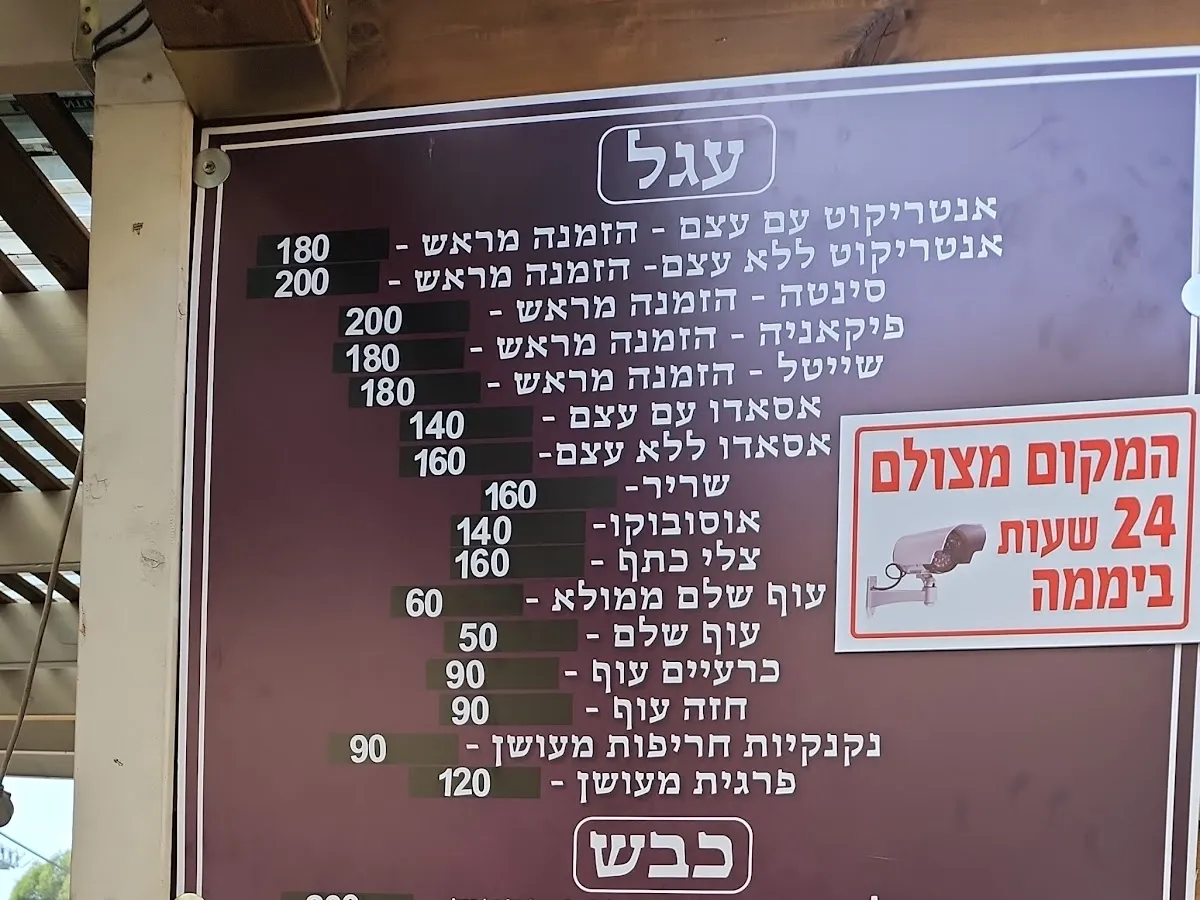 עגל
אנטריקוט עם עצם - הזמנה מראש - 180
אנטריקוט ללא עצם- הזמנה מראש - 200
סינטה - הזמנה מראש - 200
פיקאניה - הזמנה מראש - 180
שייטל - הזמנה מראש - 180
אסאדו עם עצם - 140
אסאדו ללא עצם- 160
שריר- 160
אוסובוקו- 140
צלי כתף - 160
עוף שלם ממולא - 60
עוף שלם - 50
כרעיים עוף - 90
חזה עוף - 90
נקנקיות חריפות מעושן - 90
פרגית מעושן - 120
כבש
המקום מצולם
24 שעות
ביממה